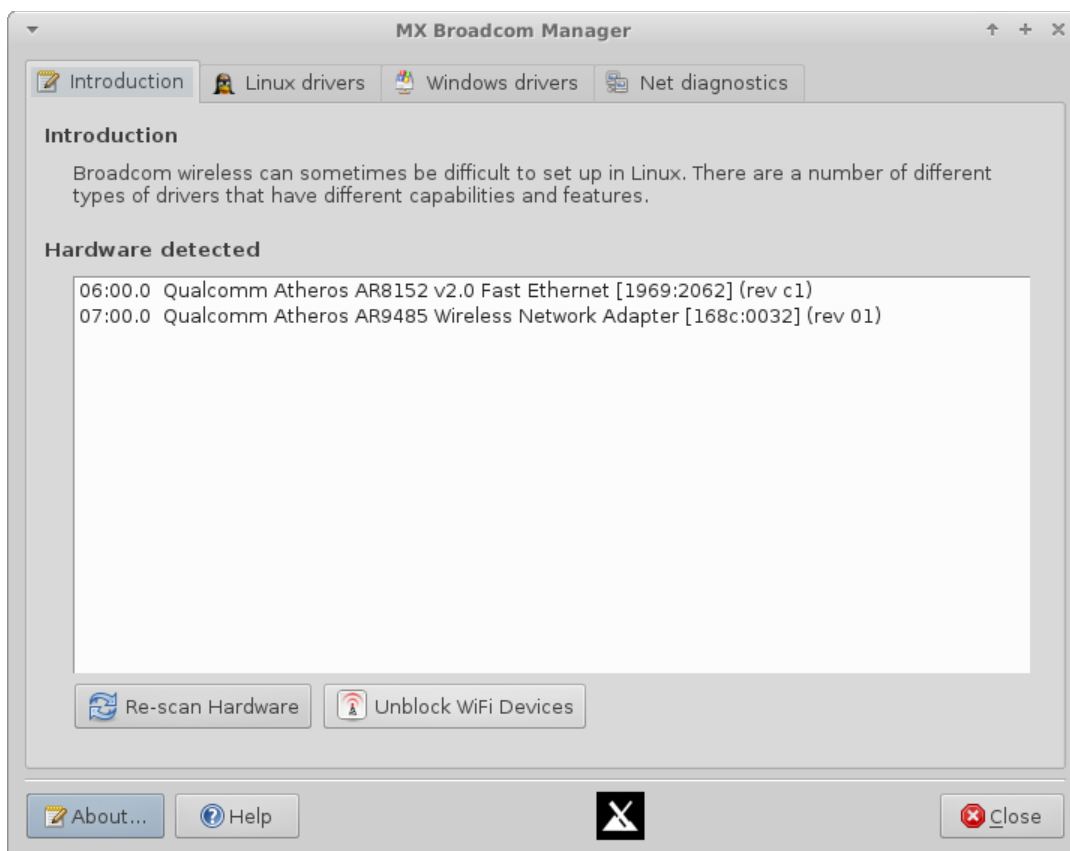 MX Broadcom Manager
Introduction
Linux drivers
Windows drivers
Net diagnostics
Introduction
Broadcom wireless can sometimes be difficult to set up in Linux. There are a number of different
types of drivers that have different capabilities and features.
Hardware detected
06:00.0 Qualcomm Atheros AR8152 v2.0 Fast Ethernet [1969:2062] (rev c1)
07:00.0 Qualcomm Atheros AR9485 Wireless Network Adapter [168c:0032] (rev 01)
Re-scan Hardware
Unblock WiFi Devices
About...
Help
Close